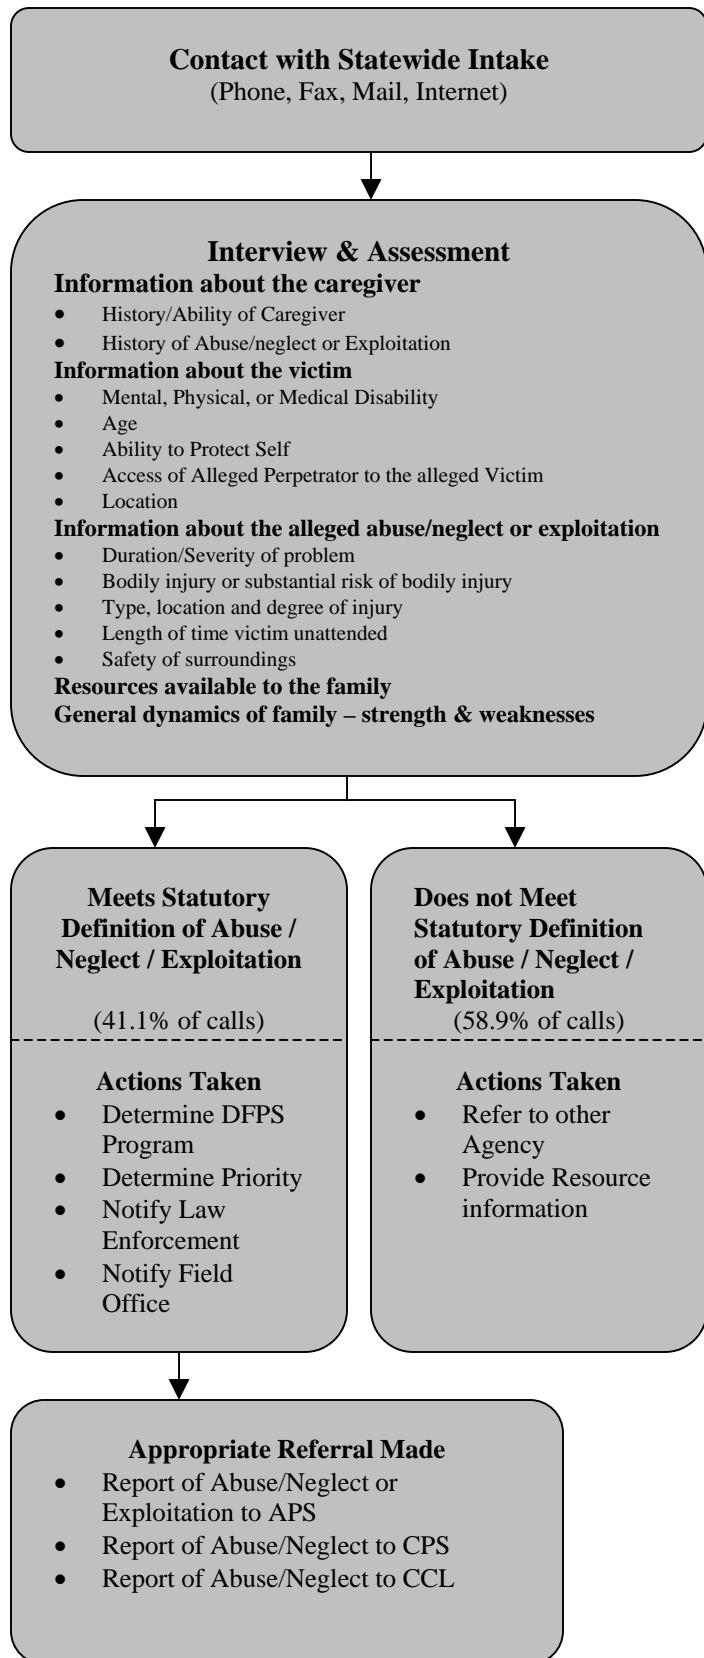 Contact with Statewide Intake
(Phone, Fax, Mail, Internet)
Interview & Assessment
Information about the caregiver
• History/Ability of Caregiver
• History of Abuse/neglect or Exploitation
Information about the victim
• Mental, Physical, or Medical Disability
• Age
• Ability to Protect Self
• Access of Alleged Perpetrator to the alleged Victim
• Location
Information about the alleged abuse/neglect or exploitation
• Duration/Severity of problem
• Bodily injury or substantial risk of bodily injury
• Type, location and degree of injury
• Length of time victim unattended
• Safety of surroundings
Resources available to the family
General dynamics of family – strength & weaknesses
Meets Statutory
Definition of Abuse /
Neglect / Exploitation
(41.1% of calls)
Actions Taken
• Determine DFPS
Program
• Determine Priority
• Notify Law
Enforcement
• Notify Field
Office
Does not Meet
Statutory Definition
of Abuse / Neglect /
Exploitation
(58.9% of calls)
Actions Taken
• Refer to other
Agency
• Provide Resource
information
Appropriate Referral Made
• Report of Abuse/Neglect or
Exploitation to APS
• Report of Abuse/Neglect to CPS
• Report of Abuse/Neglect to CCL